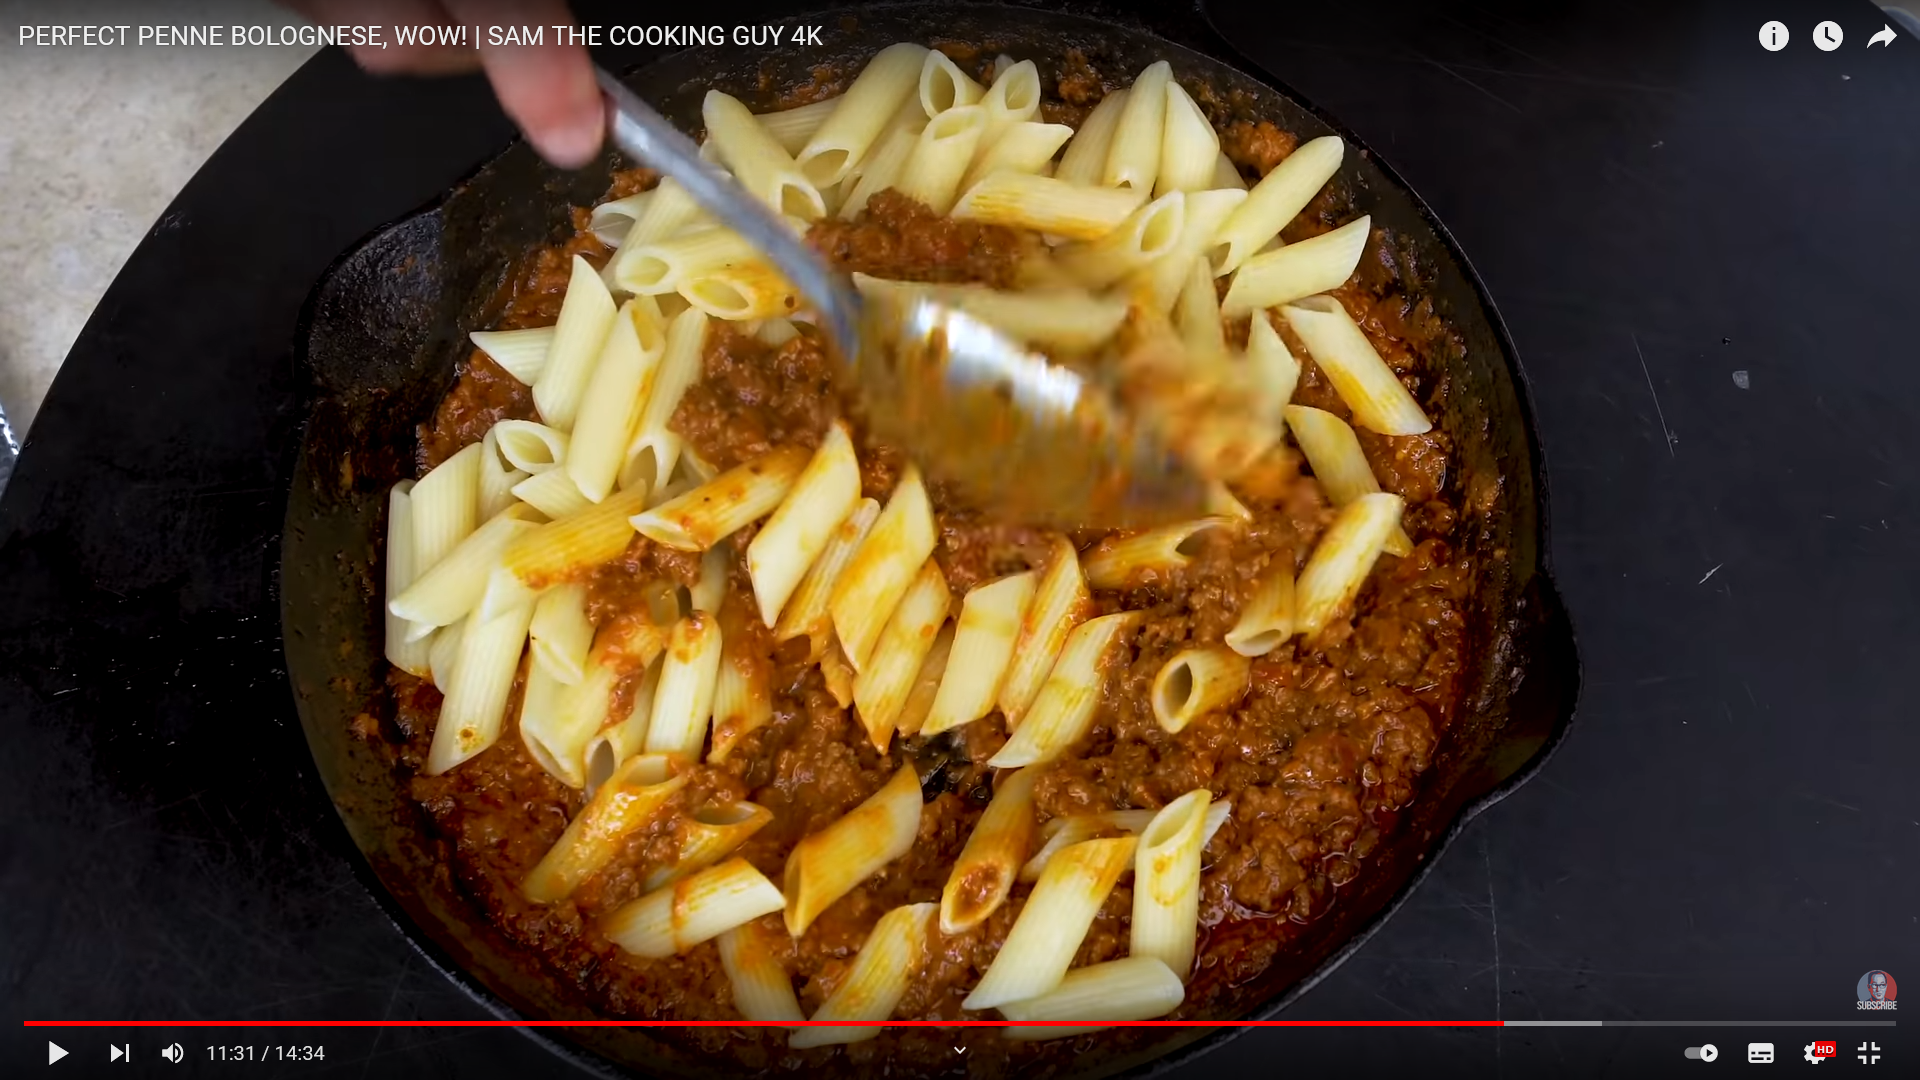 PERFECT PENNE BOLOGNESE, WOW! | SAM THE COOKING GUY 4K
SUBSCRIBE
11:31 / 14:34
HD